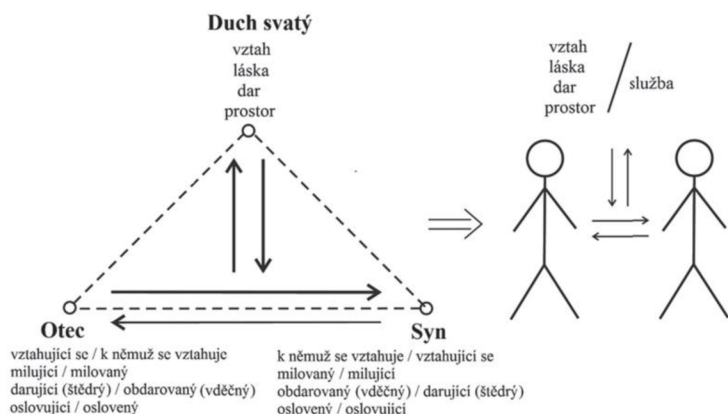 Duch svatý
vztah
láska
dar
prostor
vztah
láska
dar
prostor
služba
Otec
vztahující se / k němuž se vztahuje
milující / milovaný
darující (štědrý) / obdarovaný (vděčný)
oslovující / oslovený
Syn
k němuž se vztahuje / vztahující se
milovaný / milující
obdarovaný (vděčný) / darující (štědrý)
oslovený / oslovující